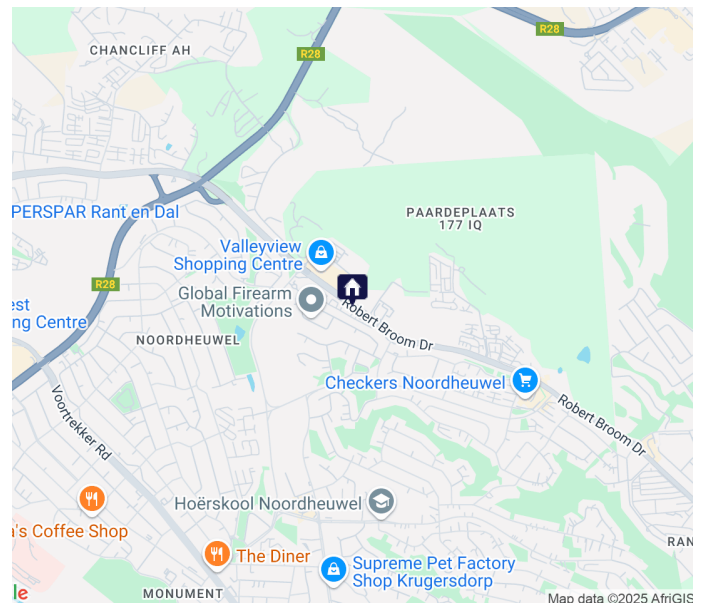 R28
R28
CHANCLIFF AH
PERSPAR Rant en Dal
PAARDEPLAATS
177 IQ
Valleyview
Shopping Centre
R28
Global Firearm
Motivations
Robert Broom Dr
est
ng Centre
NOORDHEUWEL
Checkers Noordheuwel
Voortrekker Rd
Robert Broom Dr
Hoërskool Noordheuwel
a's Coffee Shop
RAN
The Diner
Supreme Pet Factory
Shop Krugersdorp
MONUMENT
le
Map data ©2025 AfriGIS